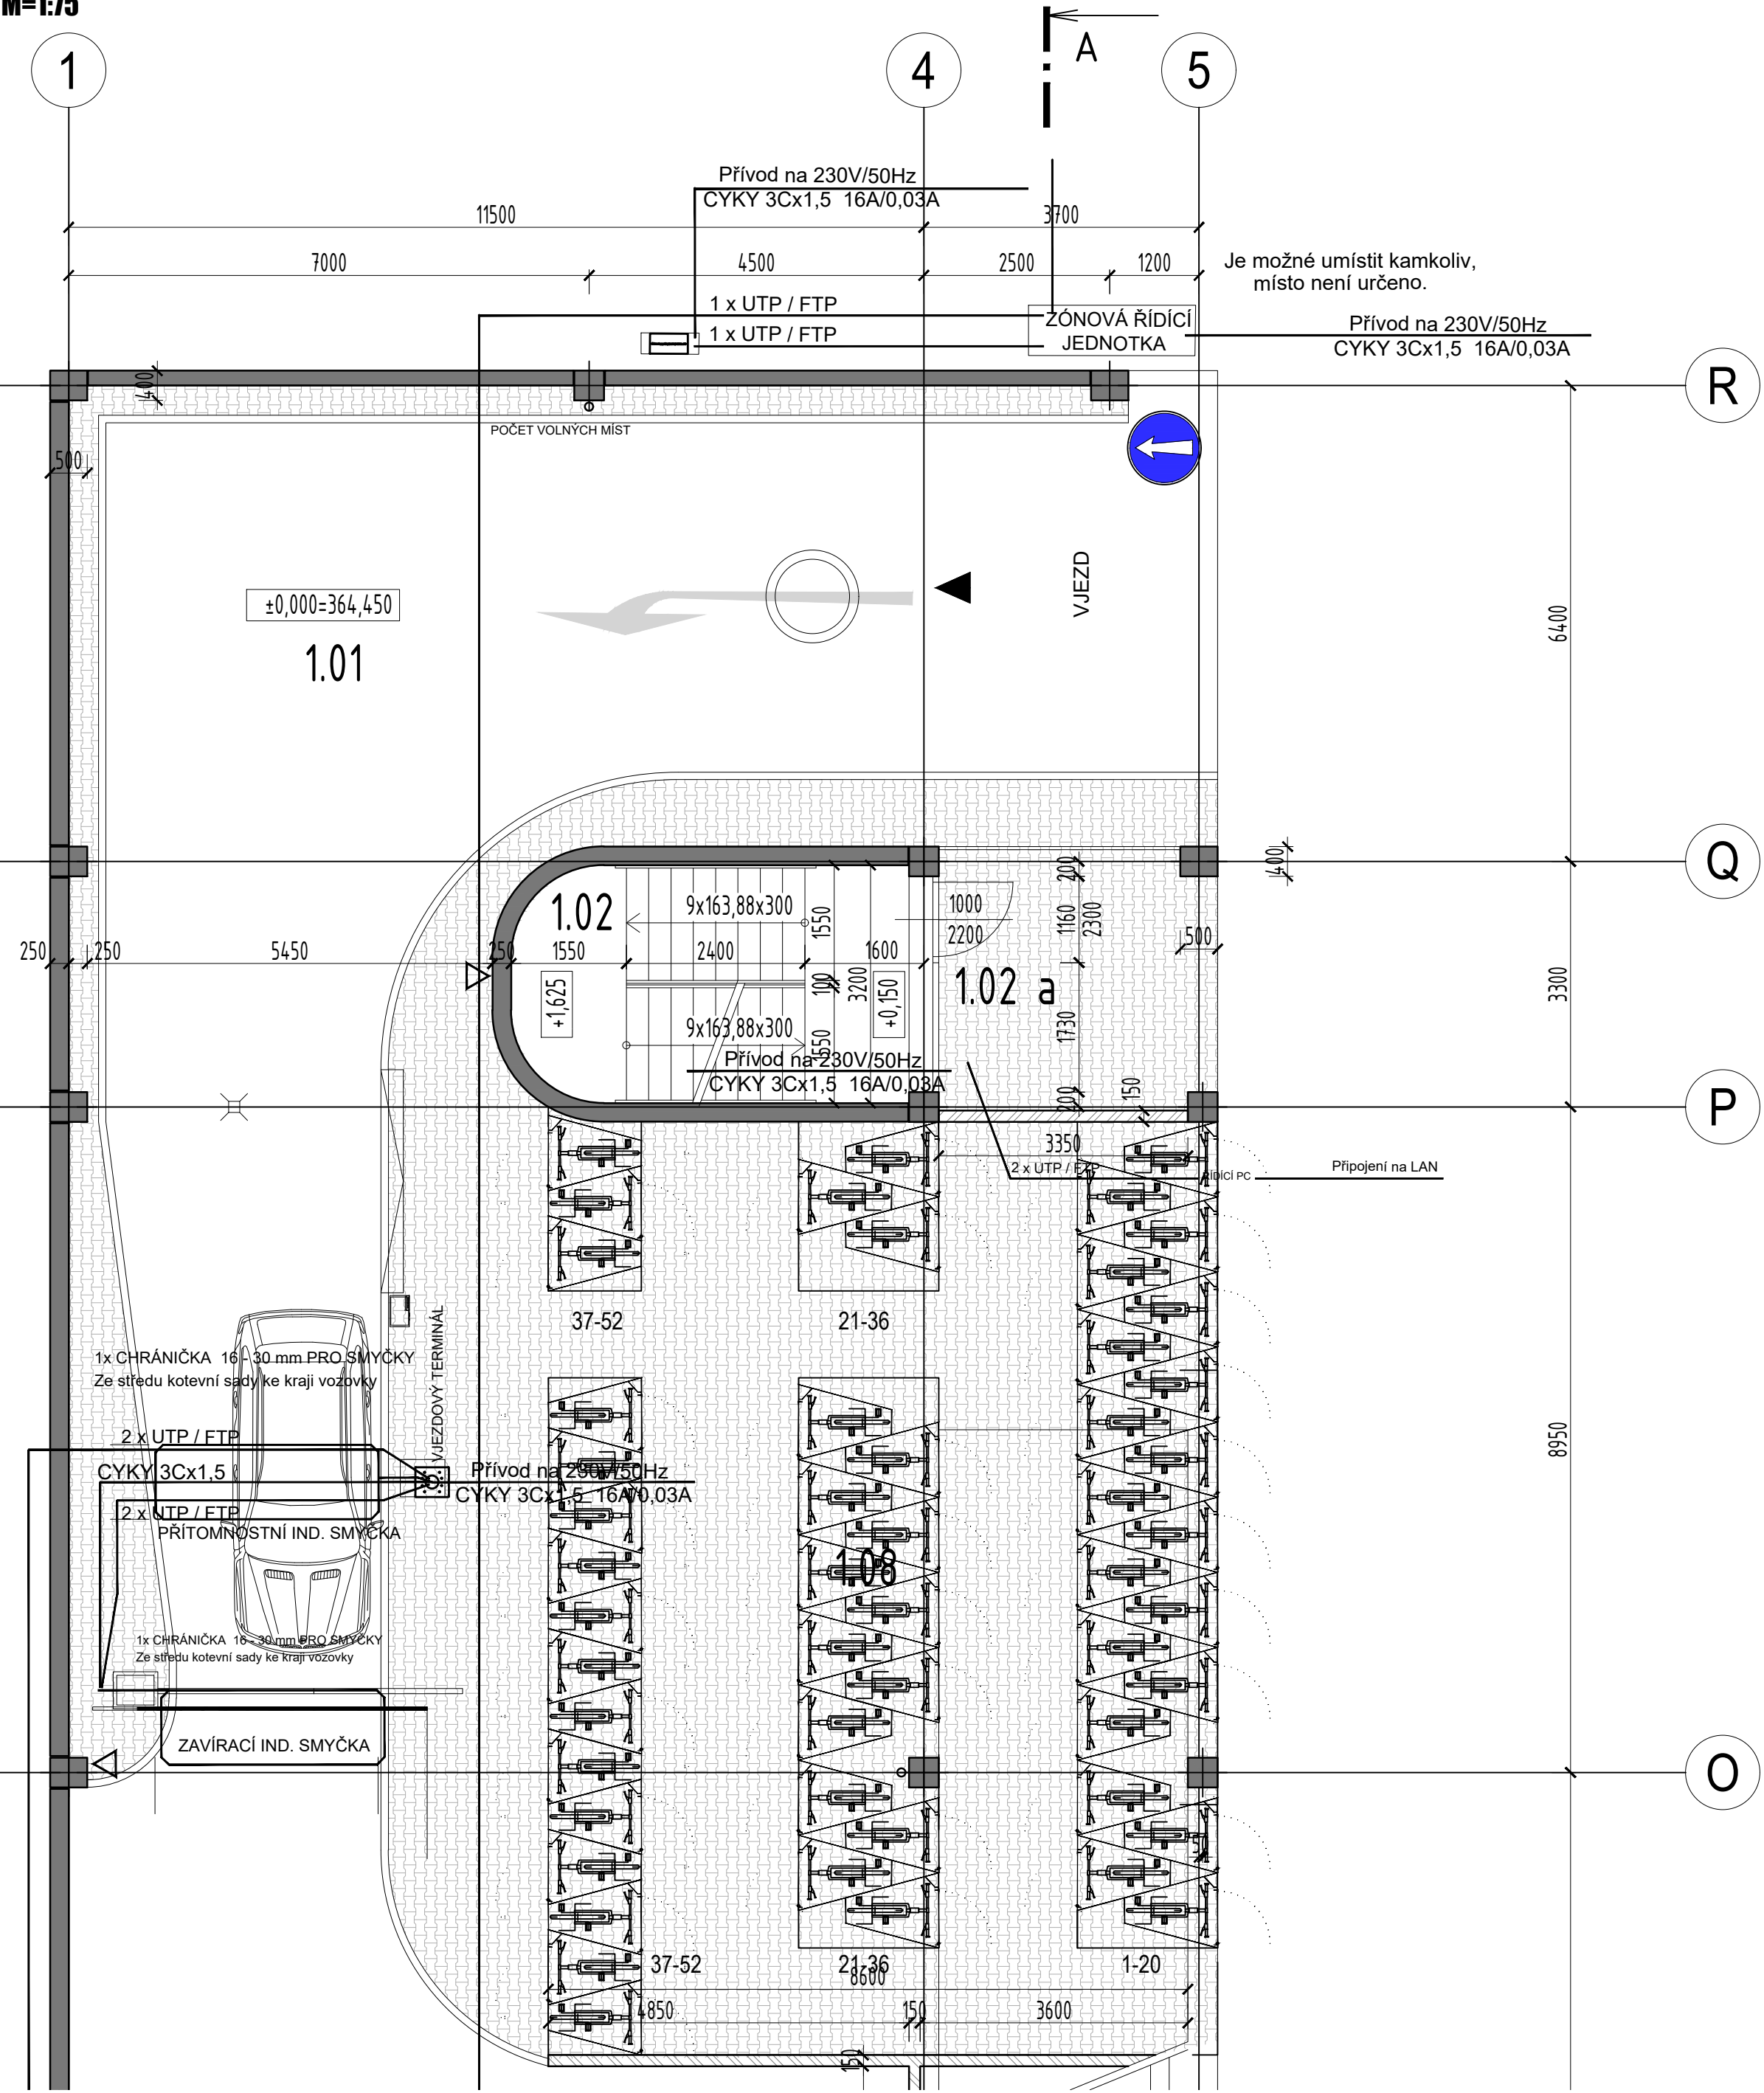 M=1:75
1
4
5
A
Přívod na 230V/50Hz
CYKY 3Cx1,5  16A/0,03A
11500
3700
7000
4500
2500
1200
Je možné umístit kamkoliv,
místo není určeno.
1 x UTP / FTP
1 x UTP / FTP
ZÓNOVÁ ŘÍDÍCÍ
JEDNOTKA
Přívod na 230V/50Hz
CYKY 3Cx1,5  16A/0,03A
R
400
POČET VOLNÝCH MÍST
500
VJEZD
±0,000=364,450
1.01
6400
Q
400
200
1.02
9x163,88x300
1550
1000
2200
1160
2300
500
250
250
5450
250
1550
2400
1600
+1,625
100
3200
+0,150
1.02 a
3300
9x163,88x300
1550
1730
Přívod na 230V/50Hz
CYKY 3Cx1,5  16A/0,03A
200
150
P
3350
2 x UTP / FTP
ŘÍDÍCÍ PC
Připojení na LAN
37-52
21-36
VJEZDOVÝ TERMINÁL
1x CHRÁNIČKA  16 - 30 mm PRO SMYČKY
Ze středu kotevní sady ke kraji vozovky
2 x UTP / FTP
8950
CYKY 3Cx1,5
Přívod na 230V/50Hz
CYKY 3Cx1,5  16A/0,03A
2 x UTP / FTP
PŘÍTOMNOSTNÍ IND. SMYČKA
1.08
1x CHRÁNIČKA  16 - 30 mm PRO SMYČKY
Ze středu kotevní sady ke kraji vozovky
ZAVÍRACÍ IND. SMYČKA
O
37-52
21-36
1-20
8600
4850
150
3600
150